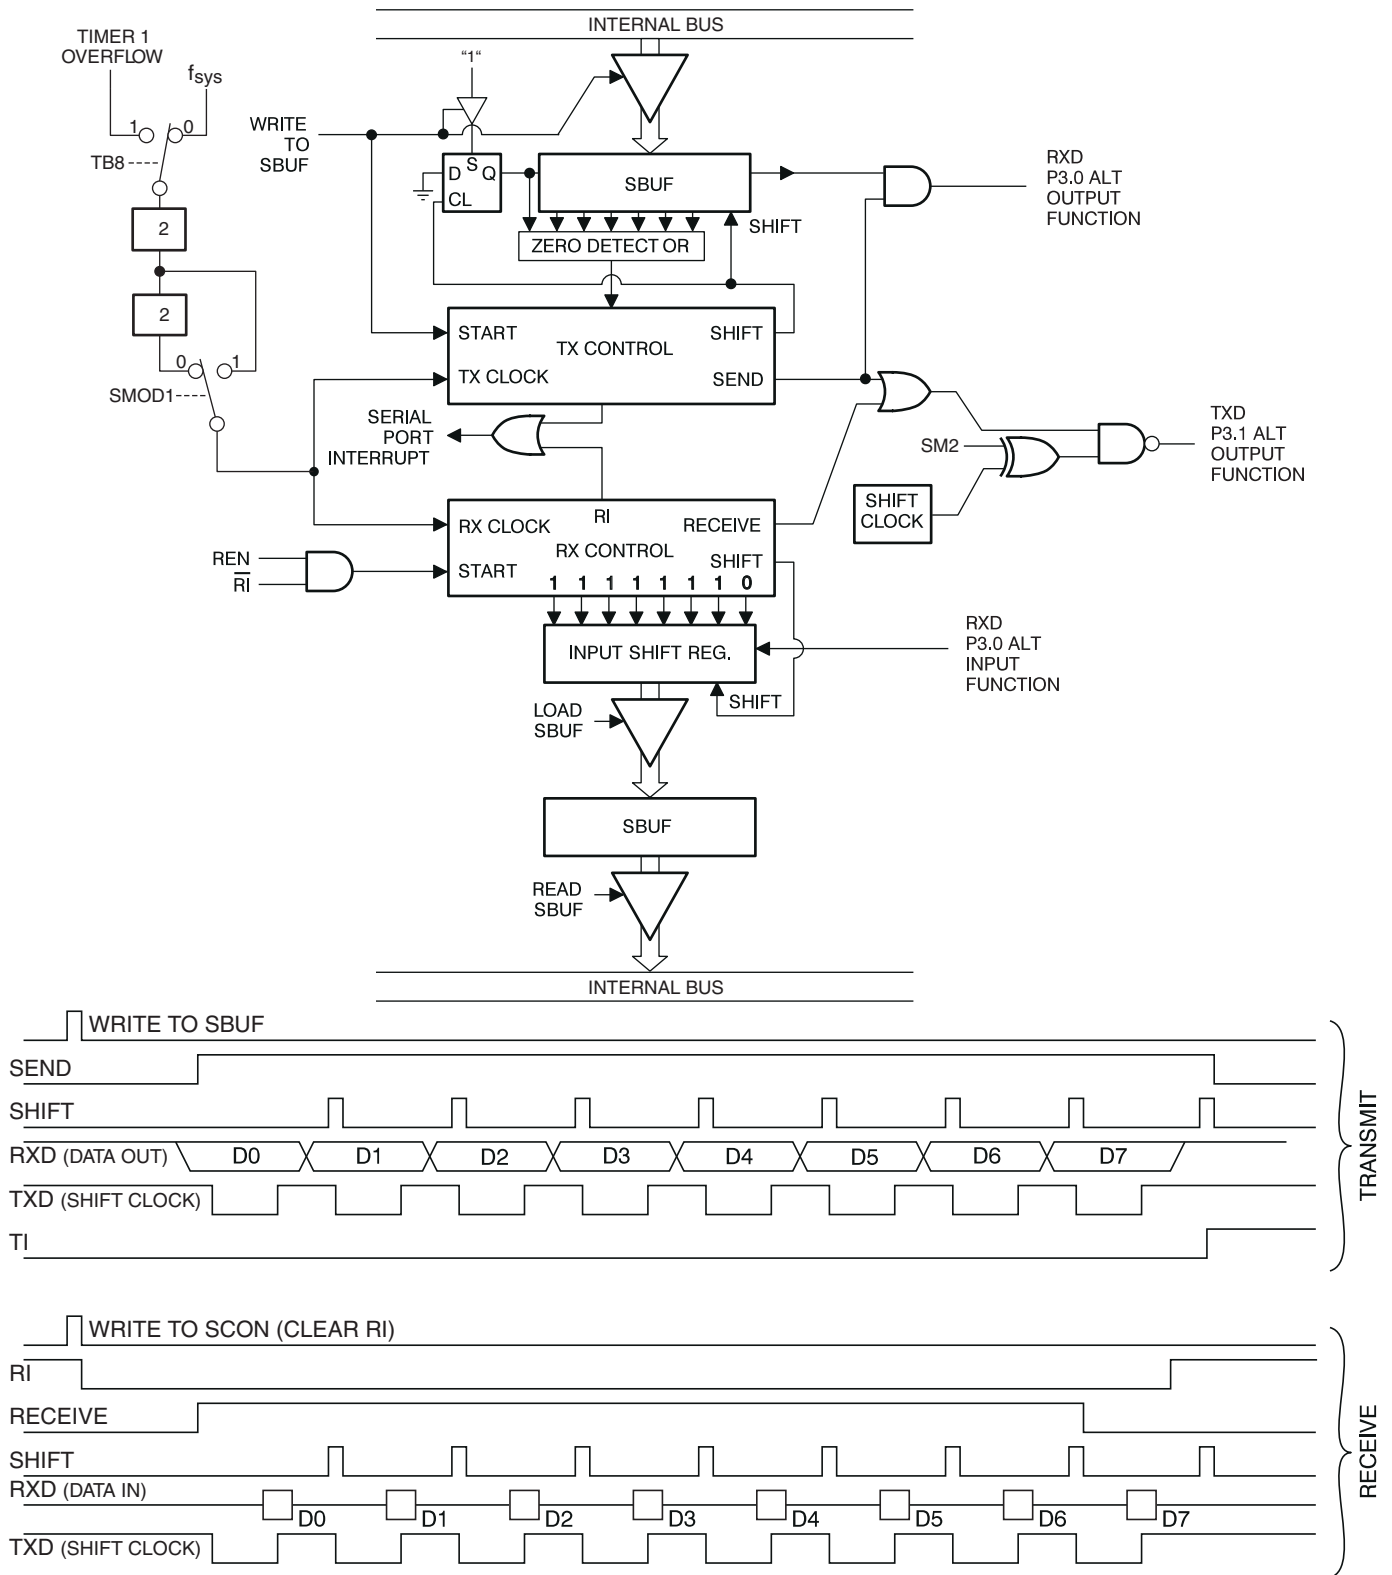 INTERNAL BUS
TIMER 1
OVERFLOW
fsys
"1"
1
0
TB8
WRITE
TO
SBUF
D
S
Q
CL
SBUF
RXD
P3.0 ALT
OUTPUT
FUNCTION
2
ZERO DETECT OR
SHIFT
2
START
SHIFT
TX CONTROL
TX CLOCK
SEND
0
1
SMOD1
SERIAL
PORT
INTERRUPT
SM2
TXD
P3.1 ALT
OUTPUT
FUNCTION
SHIFT
CLOCK
RX CLOCK
RI
RECEIVE
RX CONTROL
REN
RI
START
SHIFT
1 1 1 1 1 1 1 0
INPUT SHIFT REG.
RXD
P3.0 ALT
INPUT
FUNCTION
LOAD
SBUF
SHIFT
SBUF
READ
SBUF
INTERNAL BUS
WRITE TO SBUF
SEND
SHIFT
RXD (DATA OUT) D0 D1 D2 D3 D4 D5 D6 D7
TXD (SHIFT CLOCK)
TI
TRANSMIT
WRITE TO SCON (CLEAR RI)
RI
RECEIVE
SHIFT
RXD (DATA IN) D0 D1 D2 D3 D4 D5 D6 D7
TXD (SHIFT CLOCK)
RECEIVE